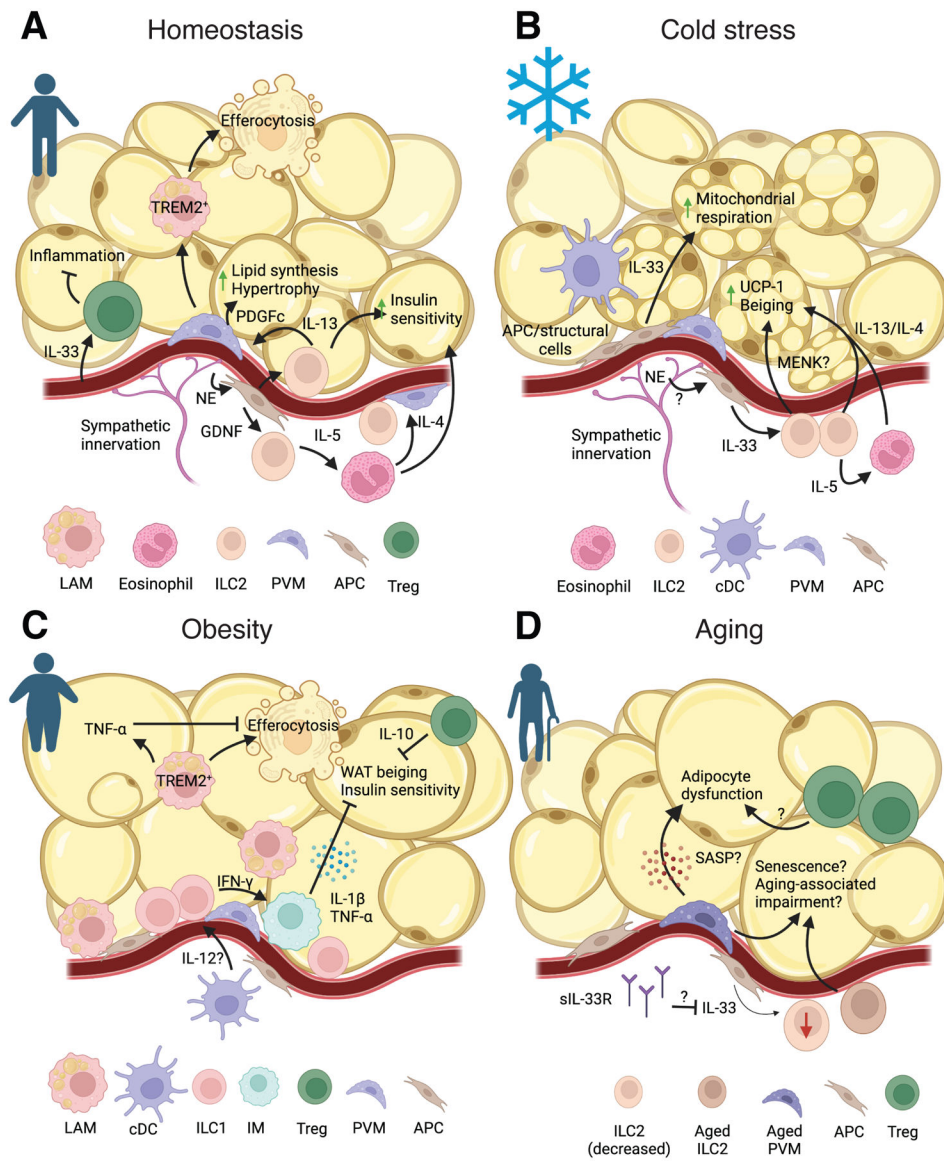 A
Homeostasis
Efferocytosis
TREM2⁺
Inflammation
Lipid synthesis
Hypertrophy
PDGFc
IL-13
Insulin
sensitivity
IL-33
NE
GDNF
IL-5
IL-4
Sympathetic
innervation
LAM
Eosinophil
ILC2
PVM
APC
Treg
B
Cold stress
Mitochondrial
respiration
IL-33
UCP-1
Beiging
APC/structural
cells
IL-13/IL-4
MENK?
NE
?
Sympathetic
innervation
IL-33
IL-5
Eosinophil
ILC2
cDC
PVM
APC
C
Obesity
TNF-α
Efferocytosis
TREM2⁺
IL-10
WAT beiging
Insulin sensitivity
IFN-γ
IL-1β
TNF-α
IL-12?
LAM
cDC
ILC1
IM
Treg
PVM
APC
D
Aging
Adipocyte
dysfunction
?
SASP?
Senescence?
Aging-associated
impairment?
sIL-33R
?
IL-33
ILC2
(decreased)
Aged
ILC2
Aged
PVM
APC
Treg